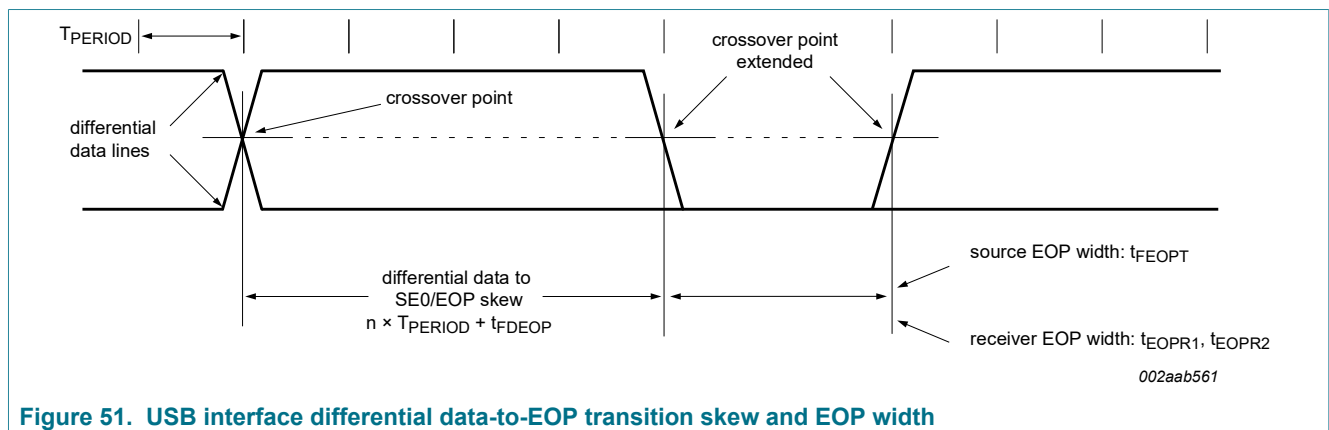 TPERIOD
crossover point
extended
crossover point
differential
data lines
differential data to
SE0/EOP skew
n × TPERIOD + tFDEOP
source EOP width: tFEOPT
receiver EOP width: tEOPR1, tEOPR2
002aab561
Figure 51. USB interface differential data-to-EOP transition skew and EOP width